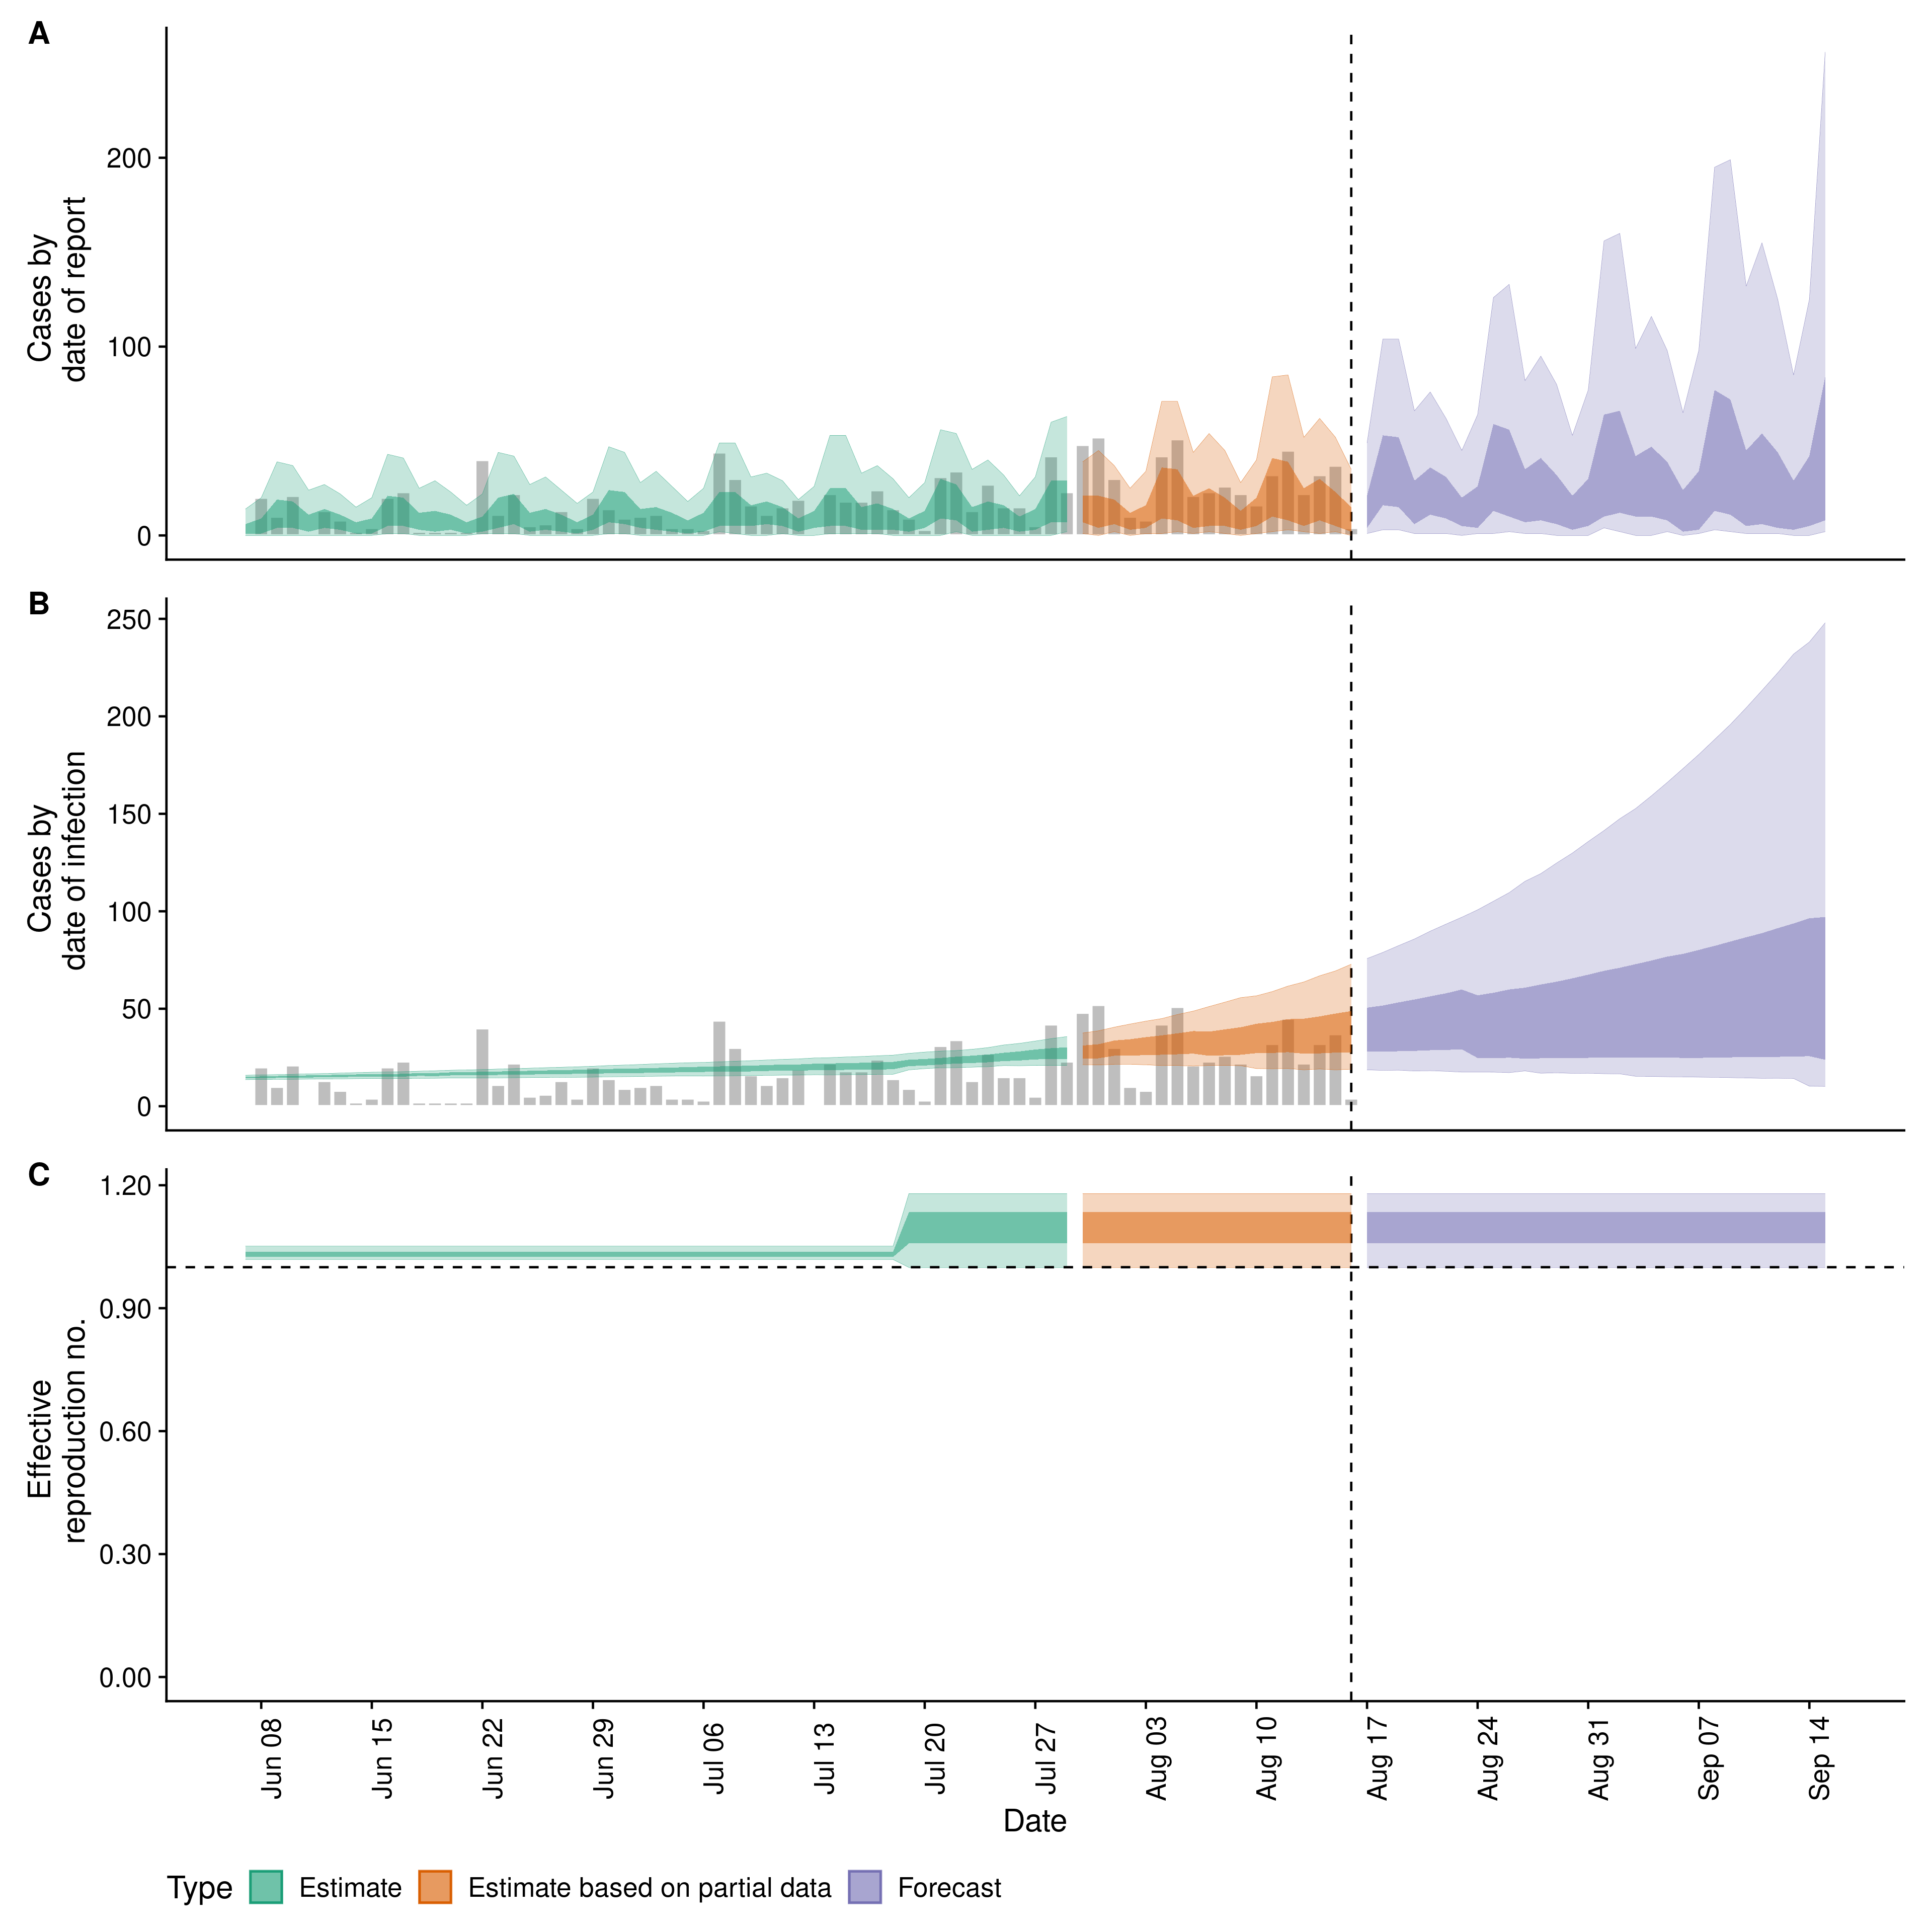 A
Cases by
date of report
200
100
0
B
Cases by
date of infection
250
200
150
100
50
0
C
Effective
reproduction no.
1.20
0.90
0.60
0.30
0.00
Jun 08
Jun 15
Jun 22
Jun 29
Jul 06
Jul 13
Jul 20
Jul 27
Aug 03
Aug 10
Aug 17
Aug 24
Aug 31
Sep 07
Sep 14
Date
Type Estimate Estimate based on partial data Forecast